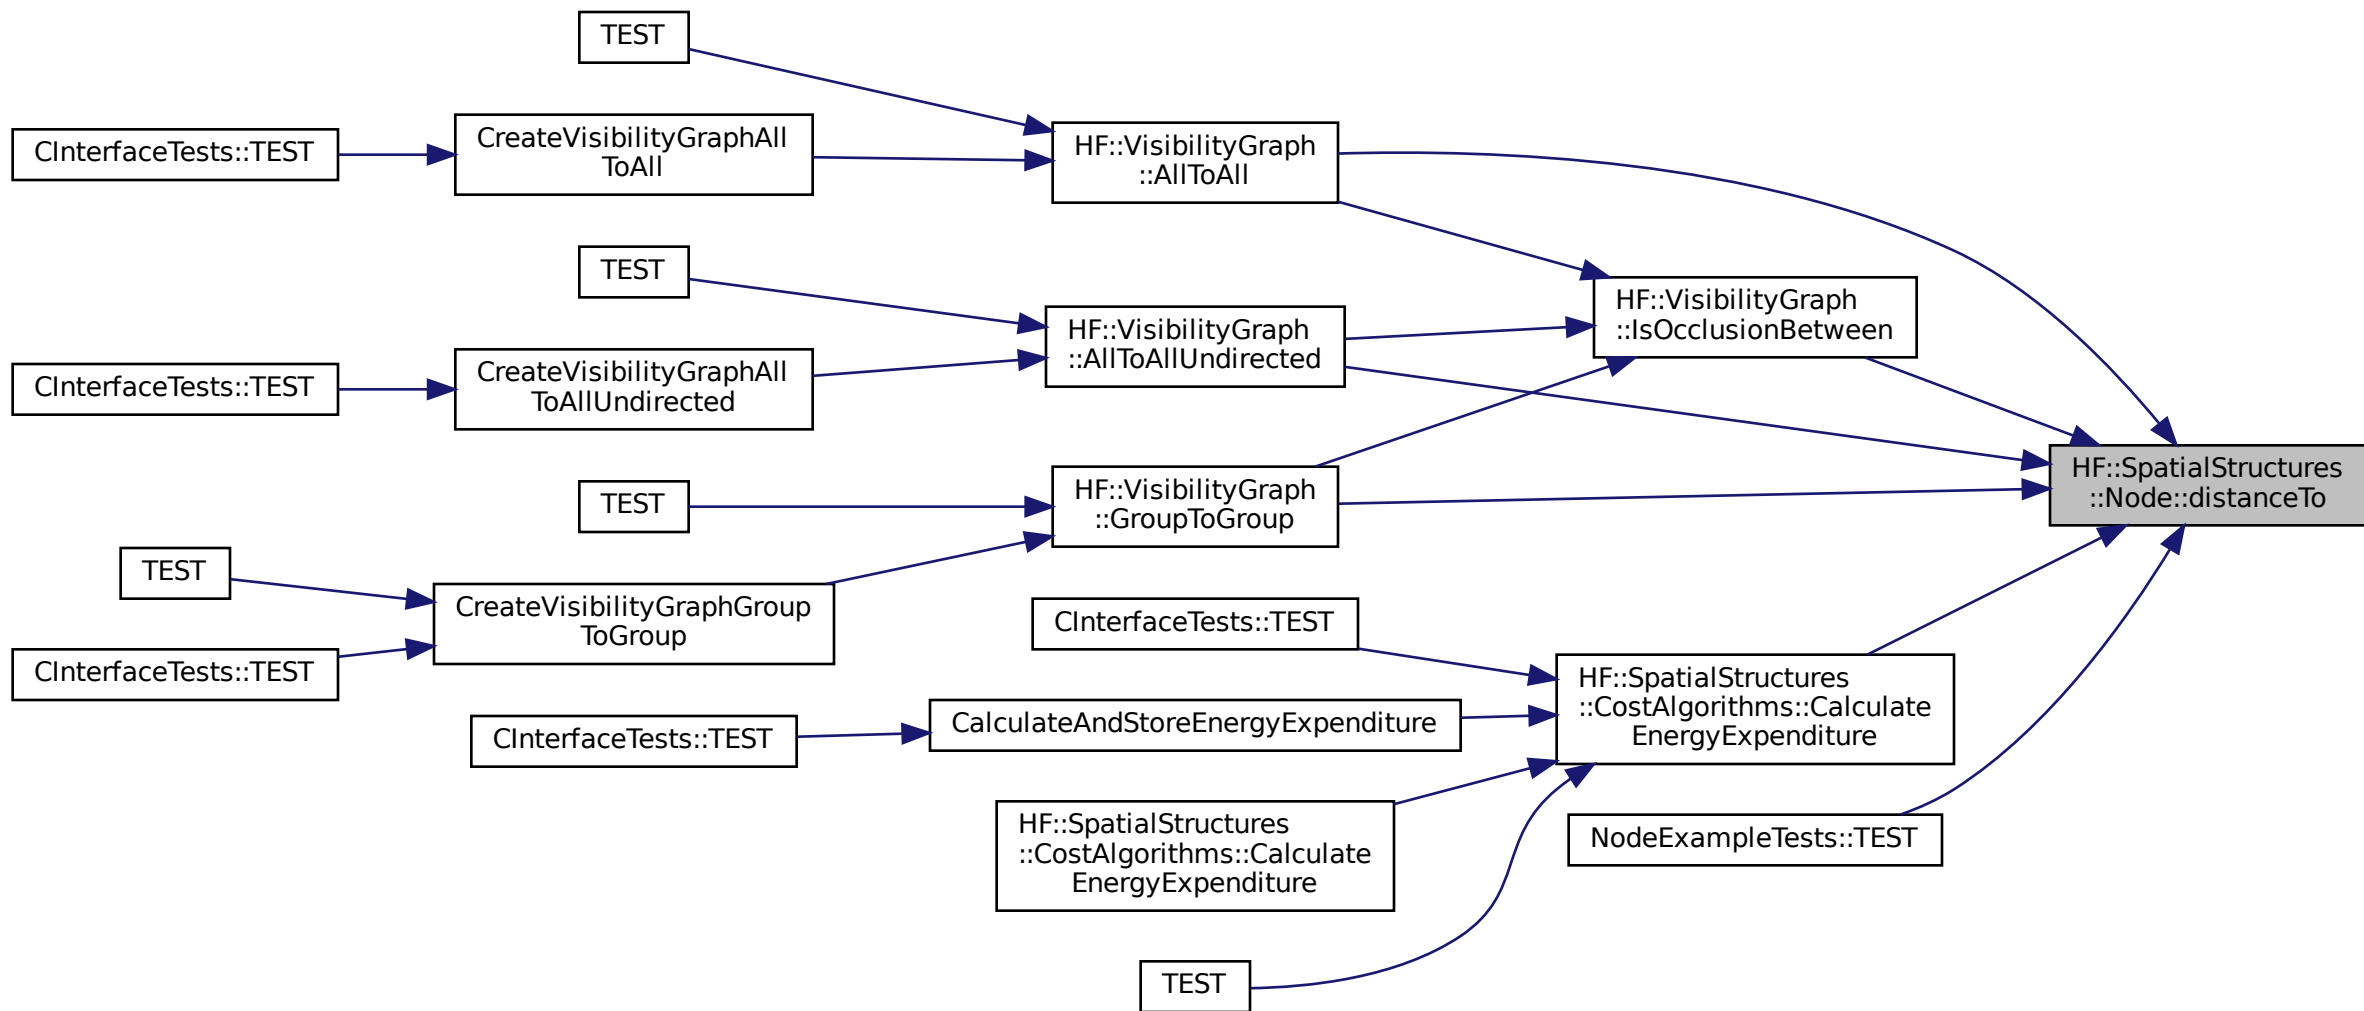 TEST
CInterfaceTests::TEST
CreateVisibilityGraphAll
ToAll
HF::VisibilityGraph
::AllToAll
TEST
HF::VisibilityGraph
::IsOcclusionBetween
HF::VisibilityGraph
::AllToAllUndirected
CInterfaceTests::TEST
CreateVisibilityGraphAll
ToAllUndirected
HF::SpatialStructures
::Node::distanceTo
TEST
HF::VisibilityGraph
::GroupToGroup
TEST
CreateVisibilityGraphGroup
ToGroup
CInterfaceTests::TEST
CInterfaceTests::TEST
HF::SpatialStructures
::CostAlgorithms::Calculate
EnergyExpenditure
CInterfaceTests::TEST
CalculateAndStoreEnergyExpenditure
HF::SpatialStructures
::CostAlgorithms::Calculate
EnergyExpenditure
NodeExampleTests::TEST
TEST